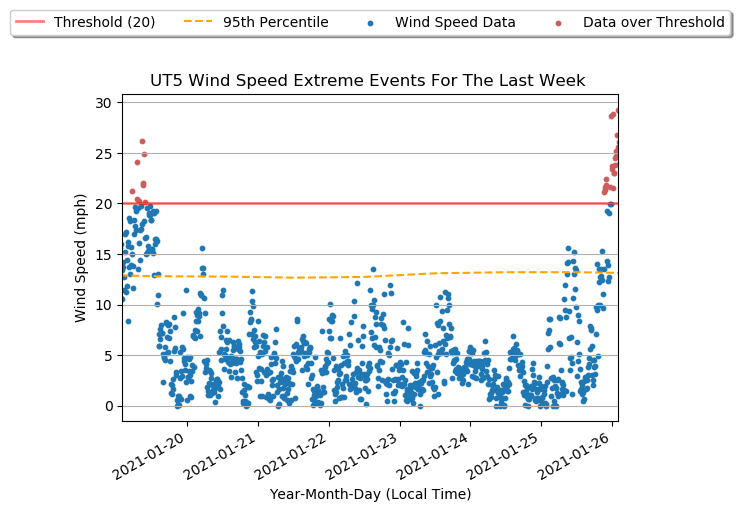 Threshold (20) 95th Percentile Wind Speed Data Data over Threshold
UT5 Wind Speed Extreme Events For The Last Week
30
25
20
15
10
5
0
Wind Speed (mph)
2021-01-20 2021-01-21 2021-01-22 2021-01-23 2021-01-24 2021-01-25 2021-01-26
Year-Month-Day (Local Time)